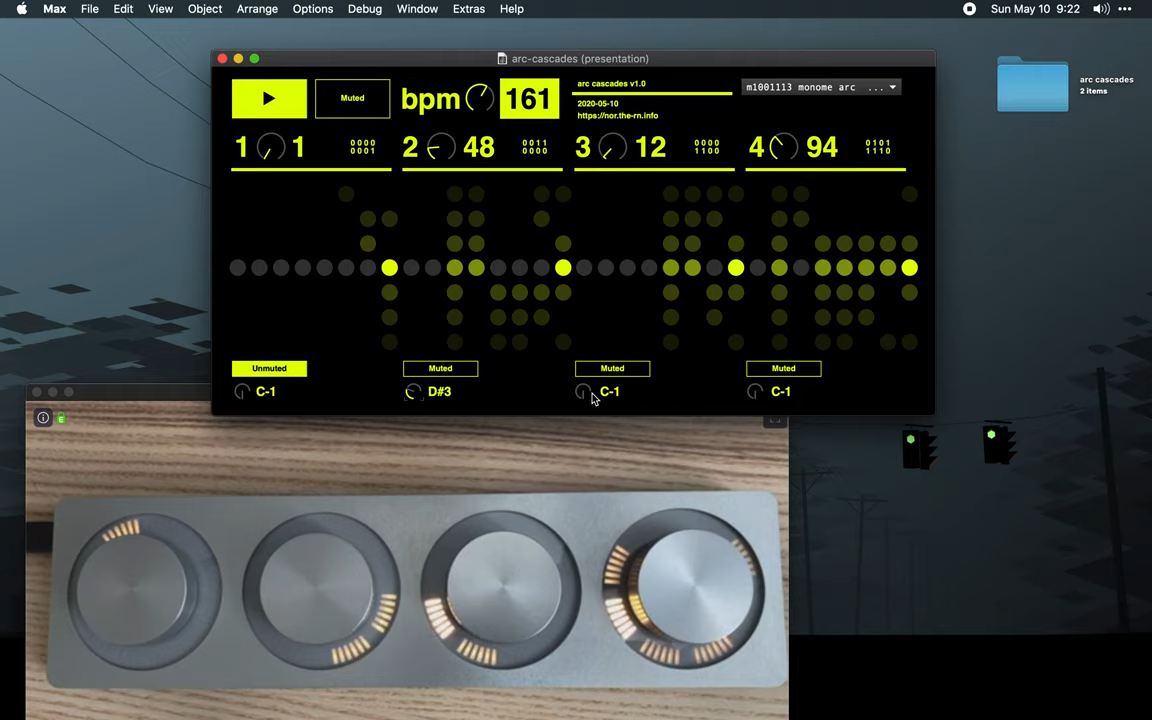 Max File Edit View Object Arrange Options Debug Window Extras Help
Sun May 10 9:22
arc-cascades (presentation)
Muted
bpm 161
arc cascades v1.0
2020-05-10
https://nor.the-rn.info
m1001113 monome arc ...
arc cascades
2 items
1 1 0000
0001
2 48 0011
0000
3 12 0000
1100
4 94 0101
1110
Unmuted Muted Muted Muted
C-1 D#3 C-1 C-1